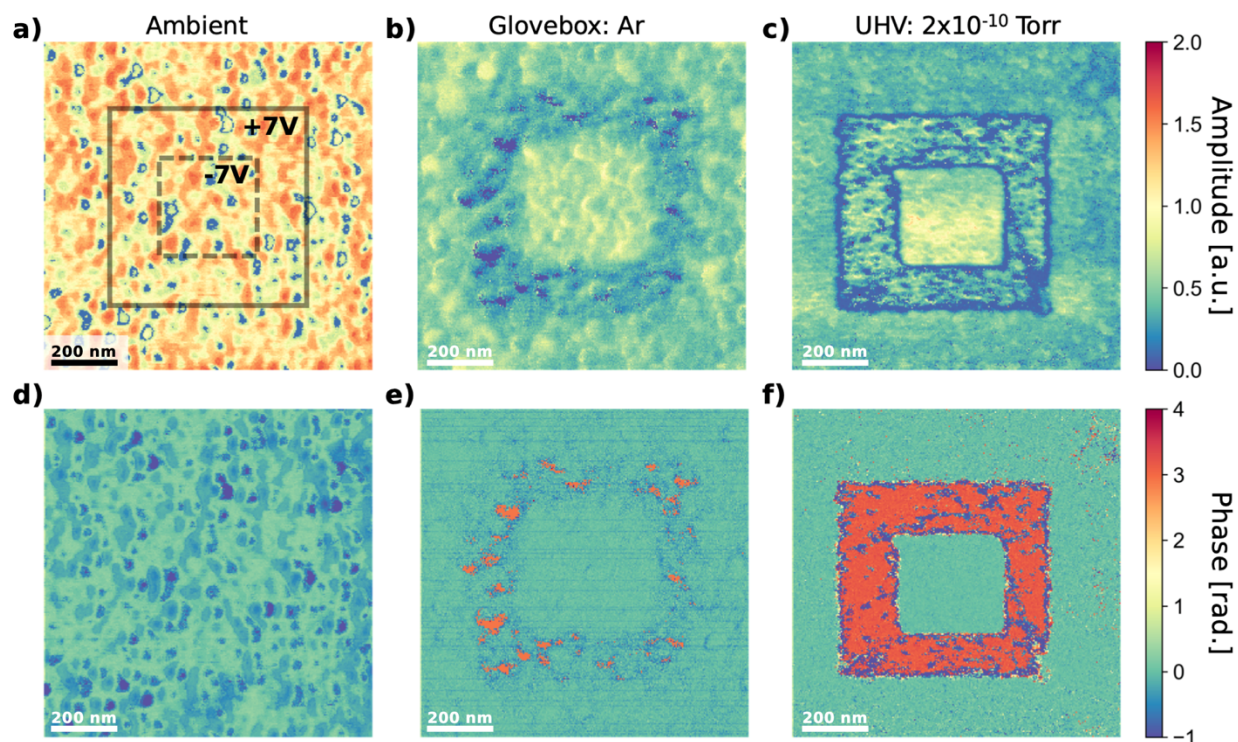 a) Ambient
b) Glovebox: Ar
c) UHV: 2x10⁻¹⁰ Torr
+7V
-7V
200 nm
200 nm
200 nm
2.0
1.5
1.0
0.5
0.0
Amplitude [a.u.]
d)
e)
f)
200 nm
200 nm
200 nm
4
3
2
1
0
−1
Phase [rad.]